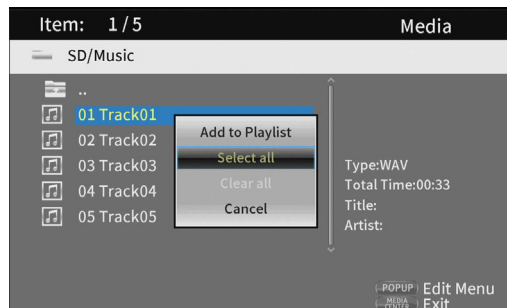 Item: 1/5 Media
SD/Music
..
01 Track01
02 Track02
03 Track03
04 Track04
05 Track05
Add to Playlist
Select all
Clear all
Cancel
Type:WAV
Total Time:00:33
Title:
Artist:
POPUP Edit Menu
MEDIA CENTER Exit